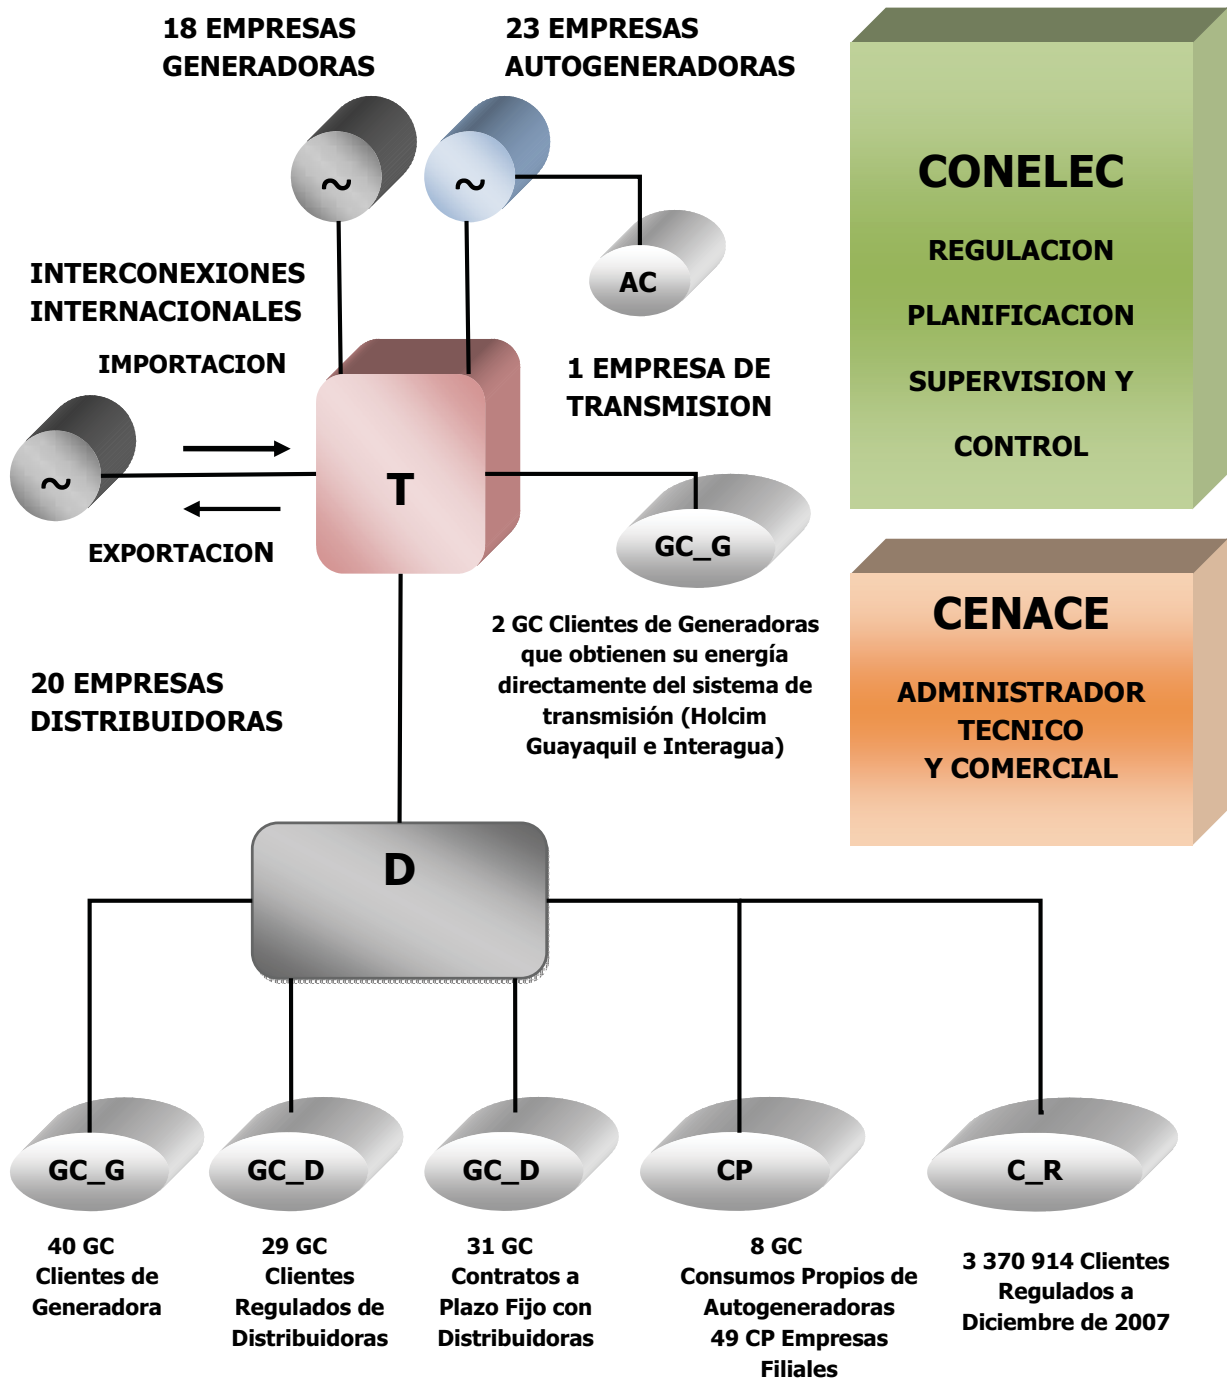 18 EMPRESAS
GENERADORAS
23 EMPRESAS
AUTOGENERADORAS
~
~
AC
INTERCONEXIONES
INTERNACIONALES
IMPORTACION
~
EXPORTACION
T
1 EMPRESA DE
TRANSMISION
GC_G
2 GC Clientes de Generadoras
que obtienen su energía
directamente del sistema de
transmisión (Holcim
Guayaquil e Interagua)
CONELEC
REGULACION
PLANIFICACION
SUPERVISION Y
CONTROL
CENACE
ADMINISTRADOR
TECNICO
Y COMERCIAL
20 EMPRESAS
DISTRIBUIDORAS
D
GC_G
40 GC
Clientes de
Generadora
GC_D
29 GC
Clientes
Regulados de
Distribuidoras
GC_D
31 GC
Contratos a
Plazo Fijo con
Distribuidoras
CP
8 GC
Consumos Propios de
Autogeneradoras
49 CP Empresas
Filiales
C_R
3 370 914 Clientes
Regulados a
Diciembre de 2007